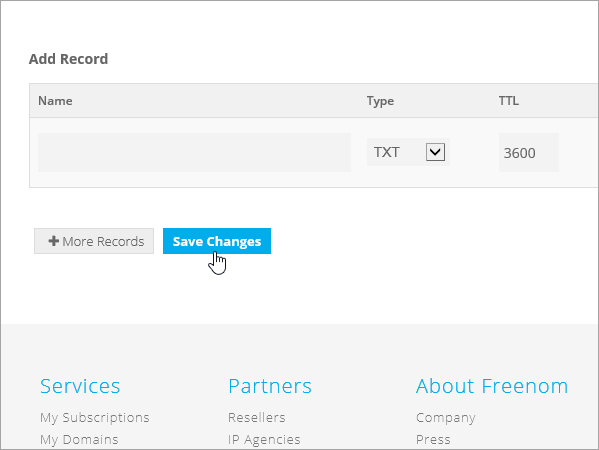 Add Record
Name Type TTL
TXT 3600
More Records Save Changes
Services Partners About Freenom
My Subscriptions Resellers Company
My Domains IP Agencies Press